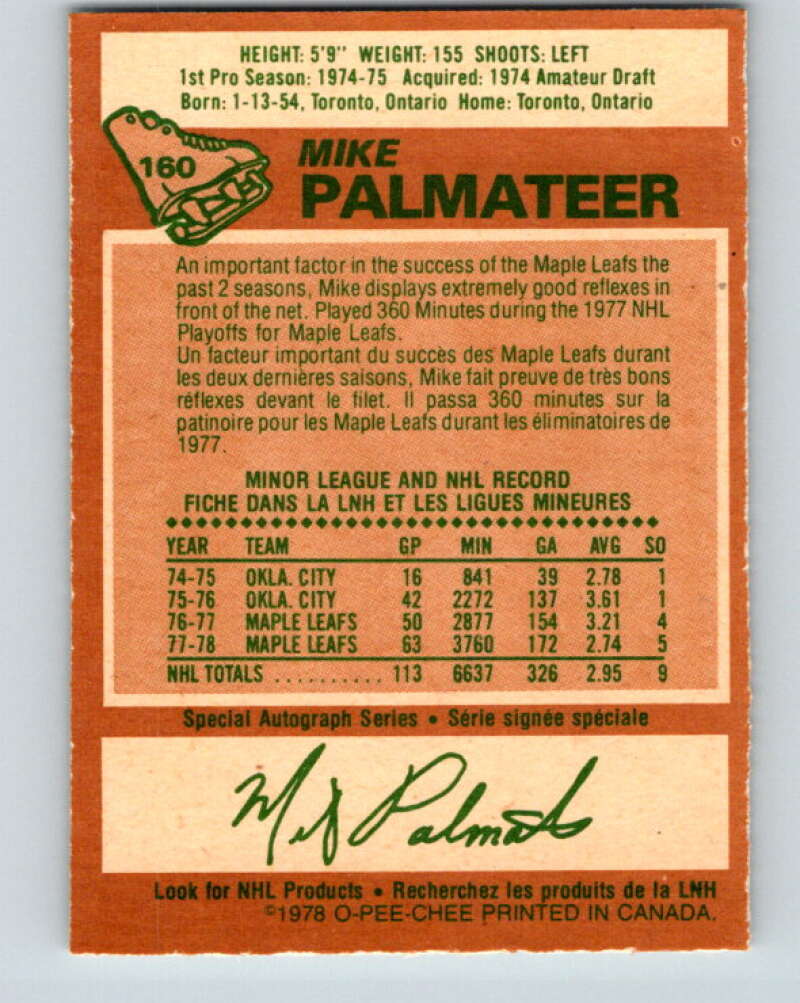 HEIGHT: 5'9" WEIGHT: 155 SHOOTS: LEFT
1st Pro Season: 1974-75 Acquired: 1974 Amateur Draft
Born: 1-13-54, Toronto, Ontario Home: Toronto, Ontario
160
MIKE
PALMATEER
An important factor in the success of the Maple Leafs the
past 2 seasons, Mike displays extremely good reflexes in
front of the net. Played 360 Minutes during the 1977 NHL
Playoffs for Maple Leafs.
Un facteur important du succès des Maple Leafs durant
les deux dernières saisons, Mike fait preuve de très bons
réflexes devant le filet. Il passa 360 minutes sur la
patinoire pour les Maple Leafs durant les éliminatoires de
1977.
MINOR LEAGUE AND NHL RECORD
FICHE DANS LA LNH ET LES LIGUES MINEURES
YEAR TEAM GP MIN GA AVG SO
74-75 OKLA. CITY 16 841 39 2.78 1
75-76 OKLA. CITY 42 2272 137 3.61 1
76-77 MAPLE LEAFS 50 2877 154 3.21 4
77-78 MAPLE LEAFS 63 3760 172 2.74 5
NHL TOTALS .......... 113 6637 326 2.95 9
Special Autograph Series • Série signée spéciale
Mike Palmateer
Look for NHL Products • Recherchez les produits de la LNH
©1978 O-PEE-CHEE PRINTED IN CANADA.